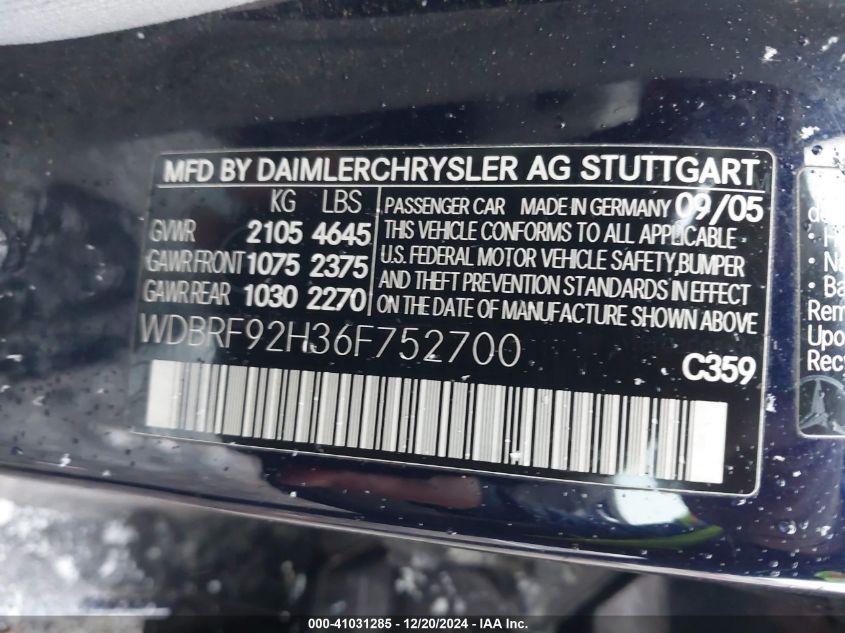 MFD BY DAIMLERCHRYSLER AG STUTTGART
KG LBS
GVWR 2105 4645
GAWR FRONT 1075 2375
GAWR REAR 1030 2270
PASSENGER CAR MADE IN GERMANY 09/05
THIS VEHICLE CONFORMS TO ALL APPLICABLE
U.S. FEDERAL MOTOR VEHICLE SAFETY, BUMPER
AND THEFT PREVENTION STANDARDS IN EFFECT
ON THE DATE OF MANUFACTURE SHOWN ABOVE
WDBRF92H36F752700
C359
Upo
Recy
000-41031285 - 12/20/2024 - IAA Inc.